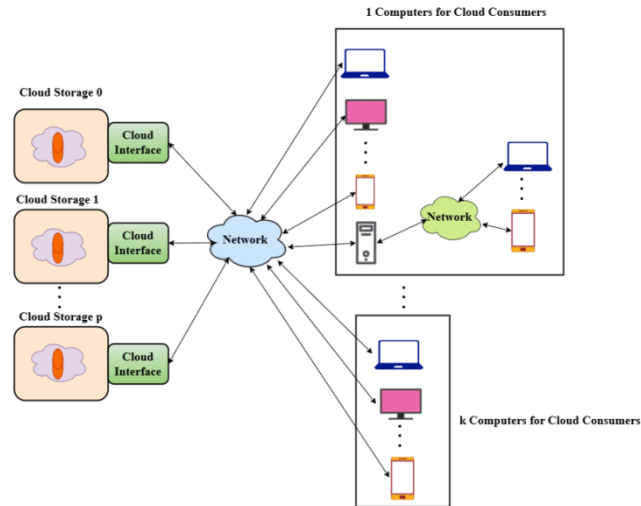 1 Computers for Cloud Consumers
Cloud Storage 0
Cloud
Interface
Cloud Storage 1
Cloud
Interface
Network
Network
Cloud Storage p
Cloud
Interface
k Computers for Cloud Consumers